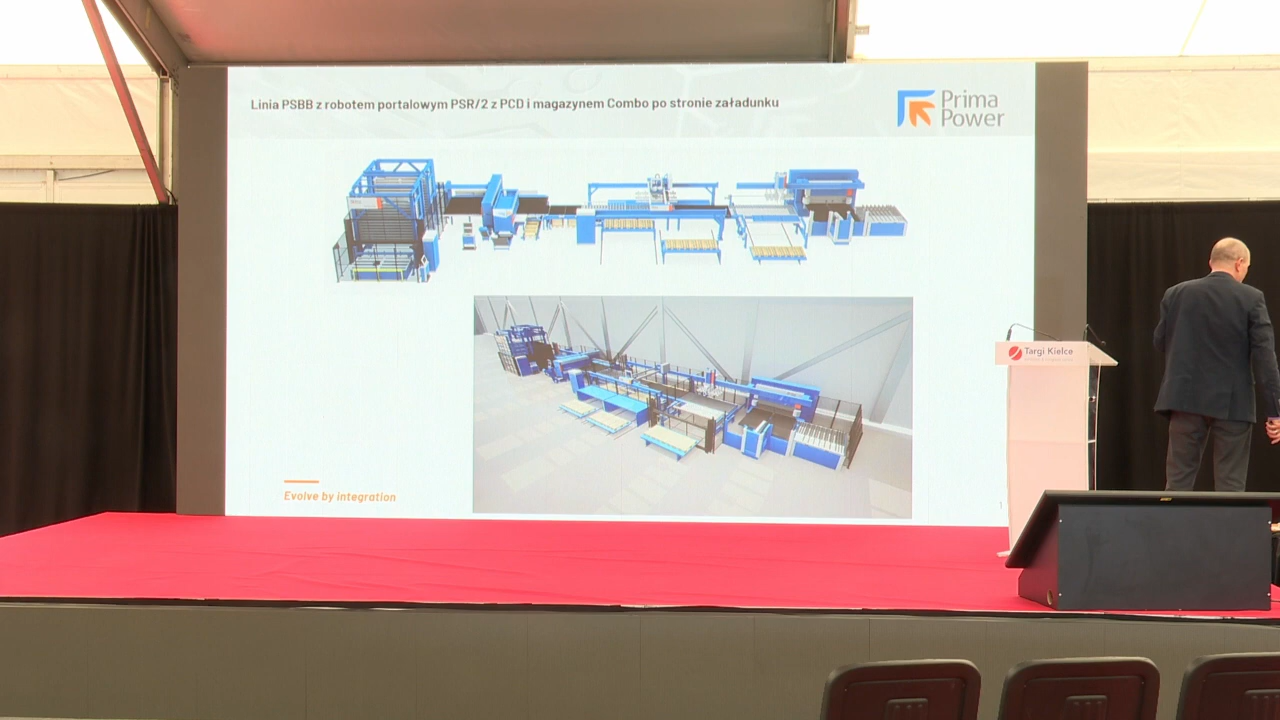 Linia PSBB z robotem portalowym PSR/2 z PCD i magazynem Combo po stronie załadunku
Prima
Power
Targi Kielce
Evolve by integration